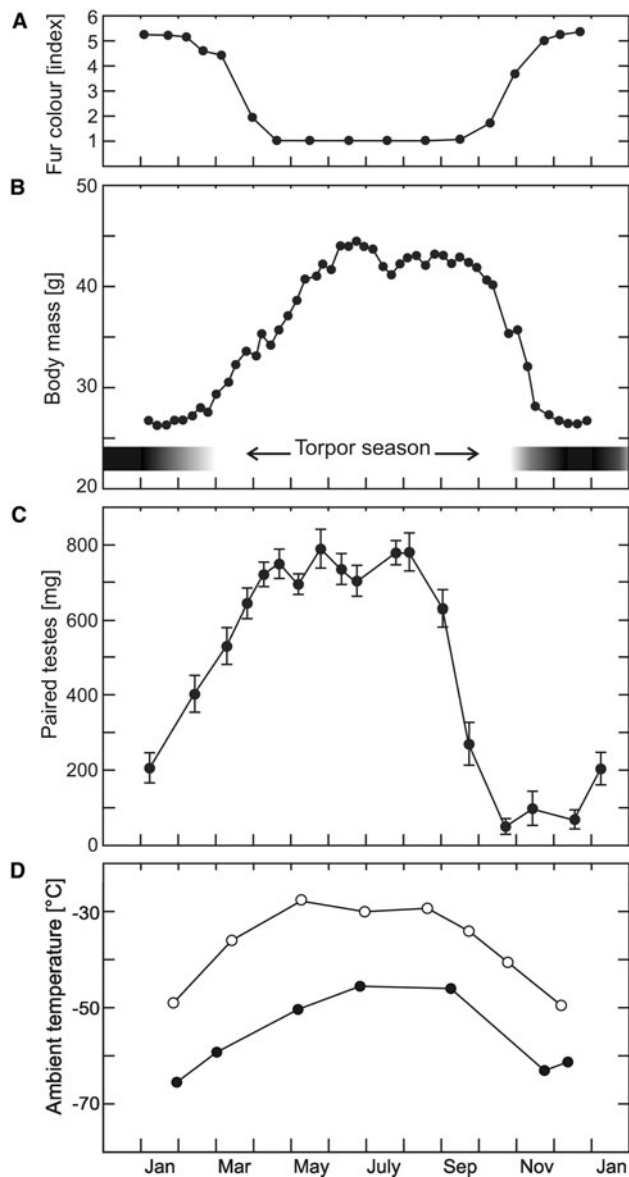 A
Fur colour [index]
6
5
4
3
2
1
B
Body mass [g]
50
40
30
20
Torpor season
C
Paired testes [mg]
800
600
400
200
0
D
Ambient temperature [°C]
-30
-50
-70
Jan Mar May July Sep Nov Jan